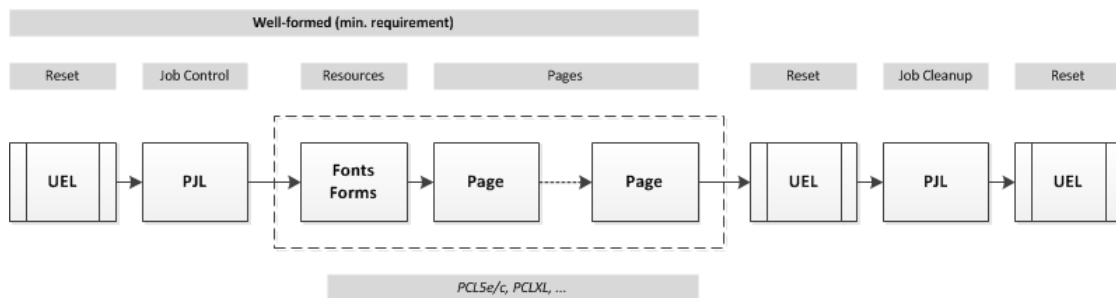 Well-formed (min. requirement)
Reset Job Control Resources Pages Reset Job Cleanup Reset
UEL PJL Fonts Forms Page Page UEL PJL UEL
PCL5e/c, PCLXL, ...